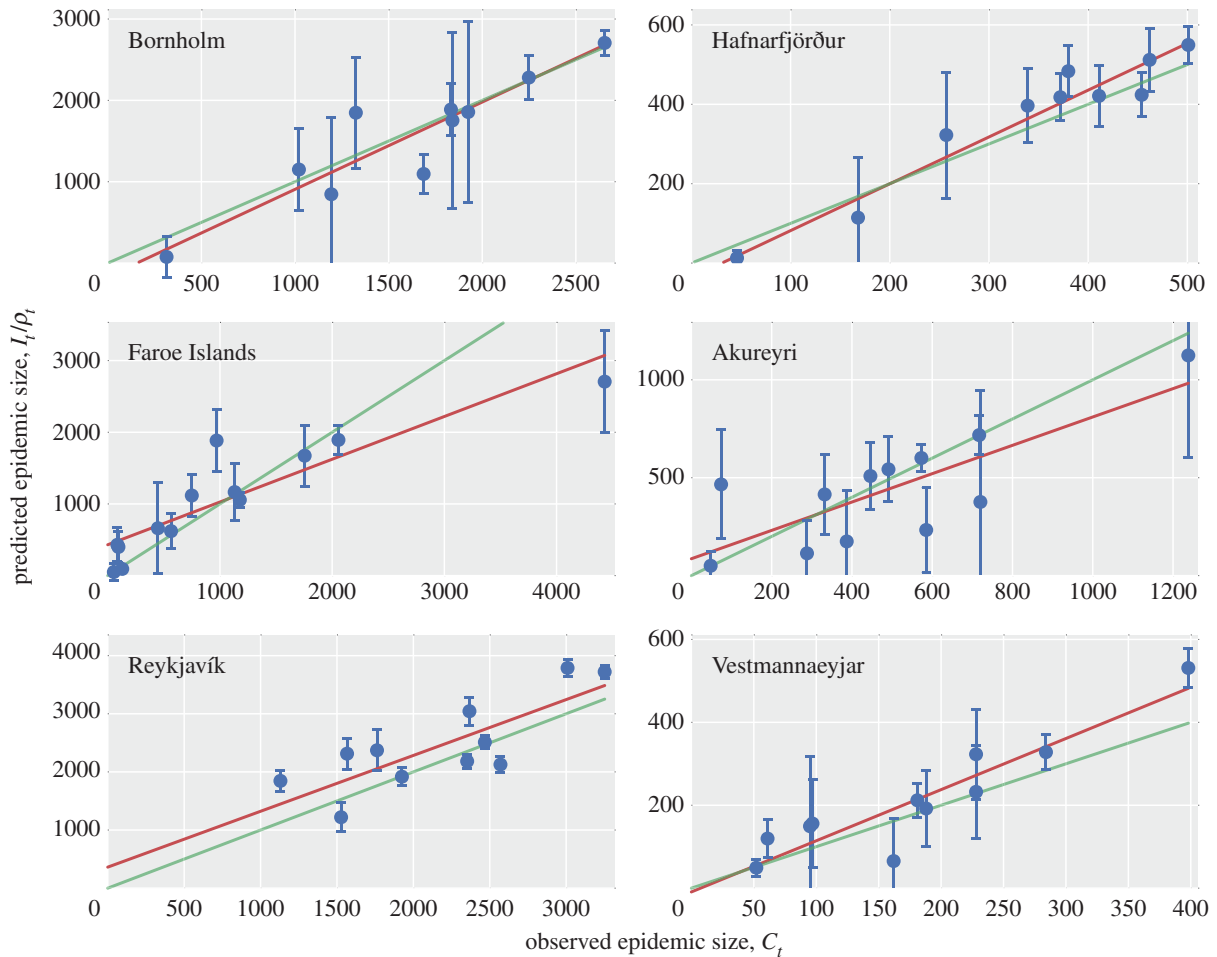 Bornholm
3000
2000
1000
0 500 1000 1500 2000 2500
Hafnarfjörður
600
400
200
0 100 200 300 400 500
predicted epidemic size, I_t/ρ_t
Faroe Islands
3000
2000
1000
0 1000 2000 3000 4000
Akureyri
1000
500
0 200 400 600 800 1000 1200
Reykjavík
4000
3000
2000
1000
0 500 1000 1500 2000 2500 3000
Vestmannaeyjar
600
400
200
0 50 100 150 200 250 300 350 400
observed epidemic size, C_t